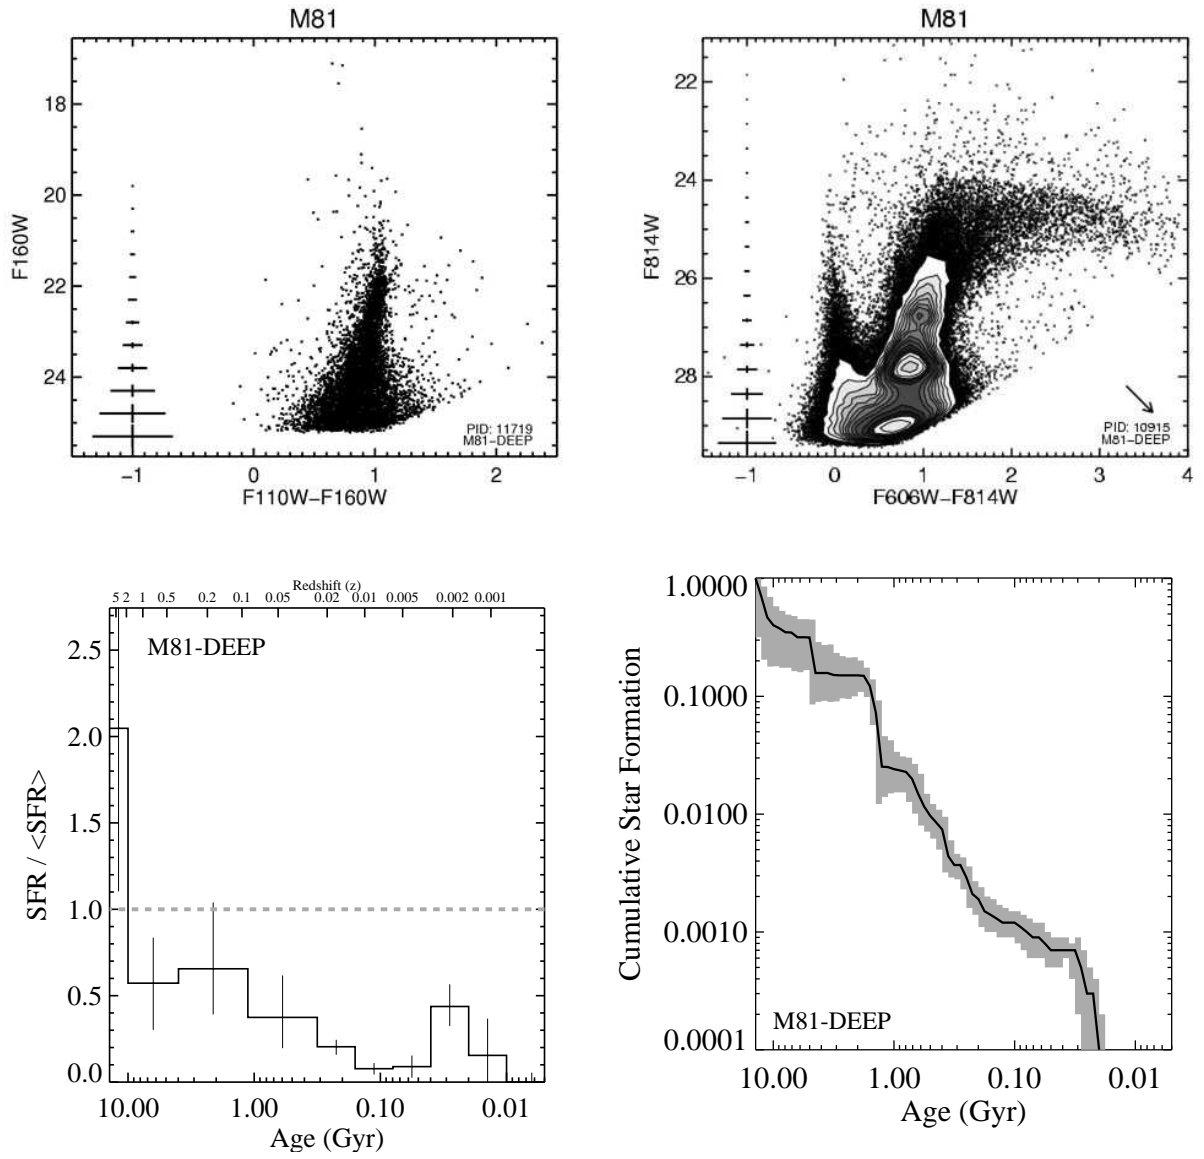 M81
18
20
22
24
F160W
−1
0
1
2
F110W−F160W
PID: 11719
M81−DEEP
M81
22
24
26
28
F814W
−1
0
1
2
3
4
F606W−F814W
PID: 10915
M81−DEEP
Redshift (z)
5 2 1 0.5 0.2 0.1 0.05 0.02 0.01 0.005 0.002 0.001
M81-DEEP
2.5
2.0
1.5
1.0
0.5
0.0
SFR / <SFR>
10.00 1.00 0.10 0.01
Age (Gyr)
1.0000
0.1000
0.0100
0.0010
0.0001
Cumulative Star Formation
M81-DEEP
10.00 1.00 0.10 0.01
Age (Gyr)